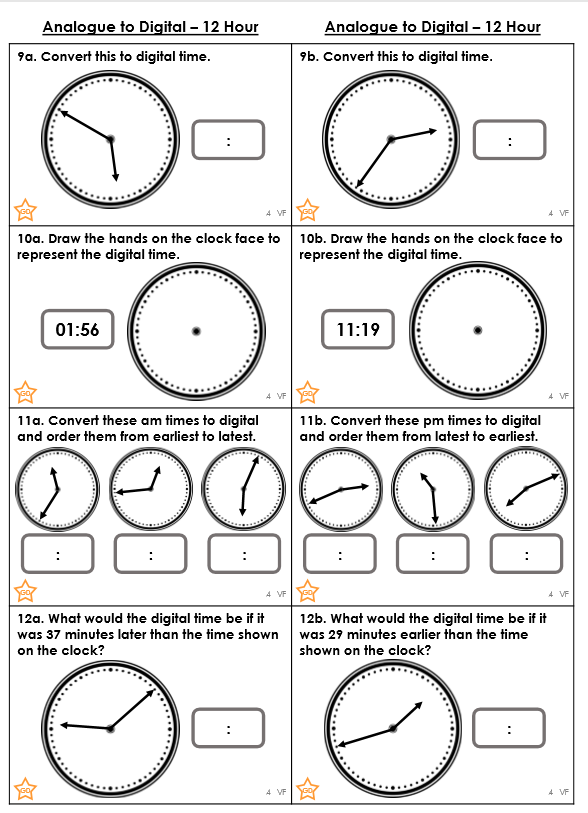 Analogue to Digital – 12 Hour
Analogue to Digital – 12 Hour
9a. Convert this to digital time.
:
GD
4 VF
9b. Convert this to digital time.
:
GD
4 VF
10a. Draw the hands on the clock face to
represent the digital time.
01:56
GD
4 VF
10b. Draw the hands on the clock face to
represent the digital time.
11:19
GD
4 VF
11a. Convert these am times to digital
and order them from earliest to latest.
: : :
GD
4 VF
11b. Convert these pm times to digital
and order them from latest to earliest.
: : :
GD
4 VF
12a. What would the digital time be if it
was 37 minutes later than the time shown
on the clock?
:
GD
4 VF
12b. What would the digital time be if it
was 29 minutes earlier than the time
shown on the clock?
:
GD
4 VF